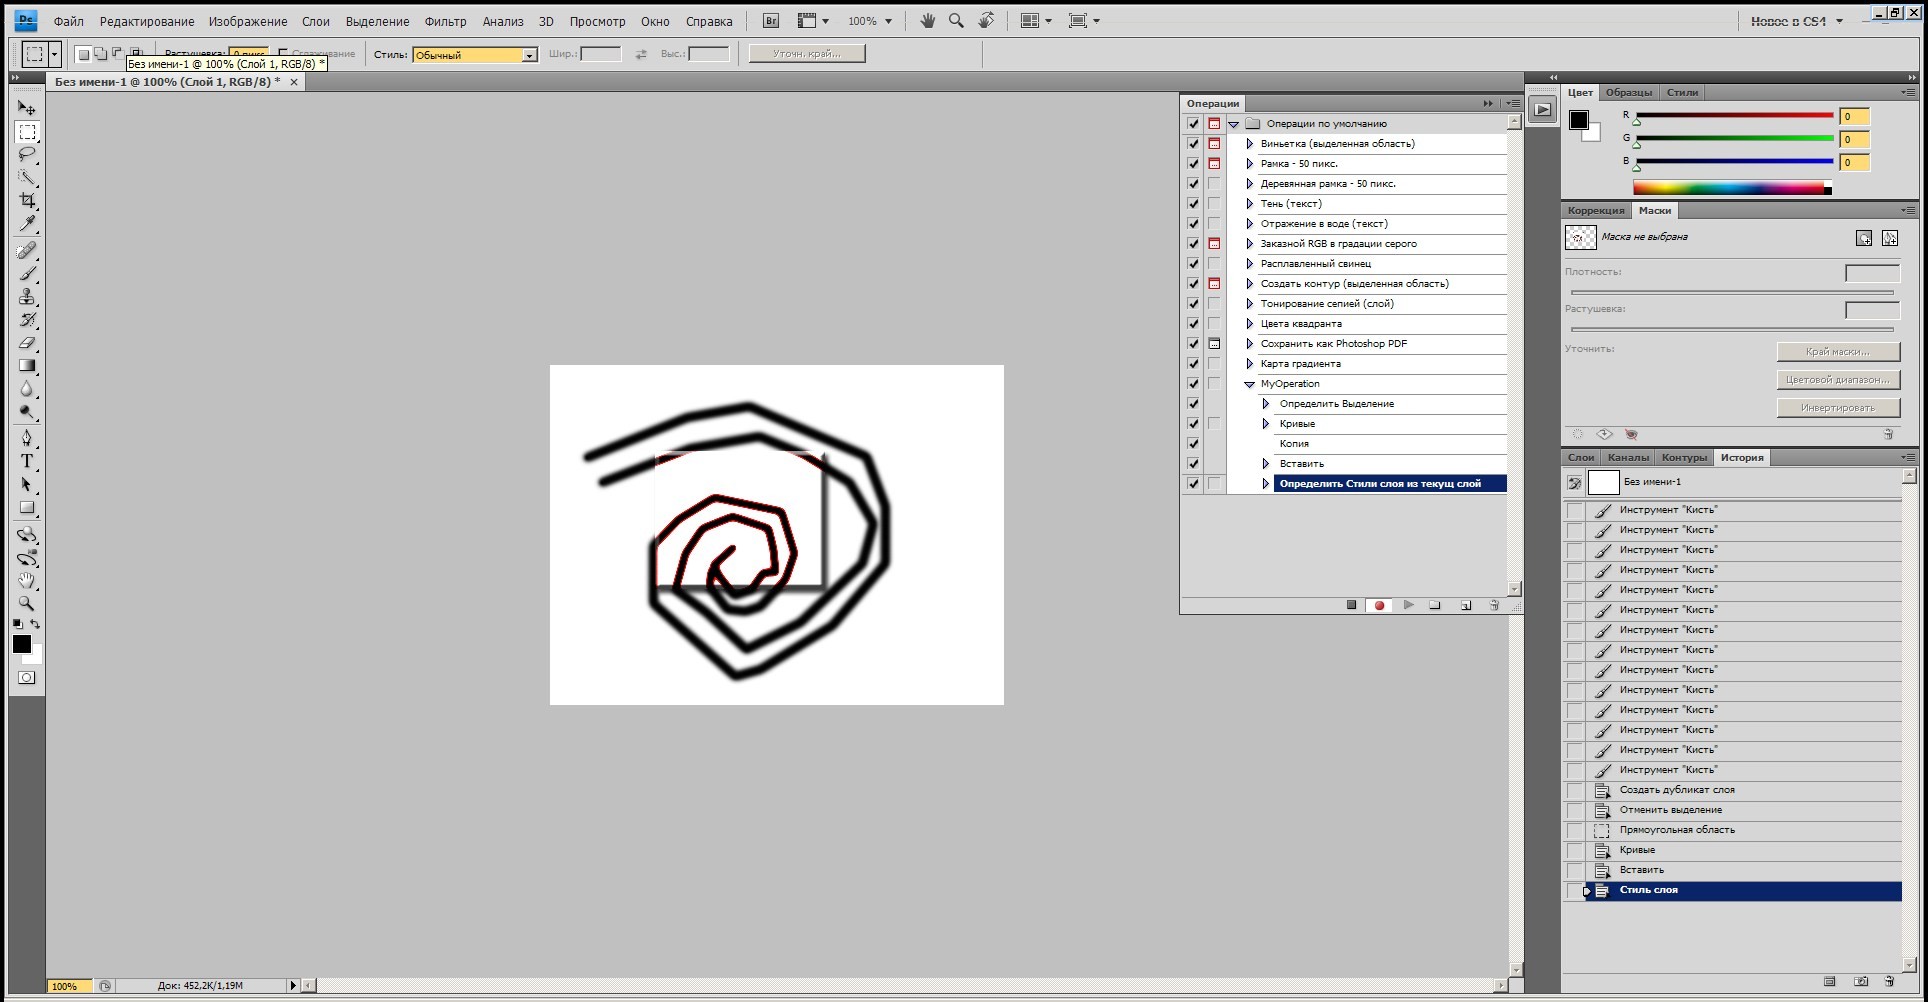 Ps Файл Редактирование Изображение Слои Выделение Фильтр Анализ 3D Просмотр Окно Справка Br 100% Новое в CS4
Растушевка: 0 пикс Сглаживание Стиль: Обычный Шир.: Выс.: Уточн. край...
Без имени-1 @ 100% (Слой 1, RGB/8) *
Без имени-1 @ 100% (Слой 1, RGB/8) *
Операции
Операции по умолчанию
Виньетка (выделенная область)
Рамка - 50 пикс.
Деревянная рамка - 50 пикс.
Тень (текст)
Отражение в воде (текст)
Заказной RGB в градации серого
Расплавленный свинец
Создать контур (выделенная область)
Тонирование сепией (слой)
Цвета квадранта
Сохранить как Photoshop PDF
Карта градиента
MyOperation
Определить Выделение
Кривые
Копия
Вставить
Определить Стили слоя из текущ слой
Цвет Образцы Стили
R 0
G 0
B 0
Коррекция Маски
Маска не выбрана
Плотность:
Растушевка:
Уточнить: Край маски...
Цветовой диапазон...
Инвертировать
Слои Каналы Контуры История
Без имени-1
Инструмент "Кисть"
Инструмент "Кисть"
Инструмент "Кисть"
Инструмент "Кисть"
Инструмент "Кисть"
Инструмент "Кисть"
Инструмент "Кисть"
Инструмент "Кисть"
Инструмент "Кисть"
Инструмент "Кисть"
Инструмент "Кисть"
Инструмент "Кисть"
Инструмент "Кисть"
Инструмент "Кисть"
Создать дубликат слоя
Отменить выделение
Прямоугольная область
Кривые
Вставить
Стиль слоя
100% Док: 452,2K/1,19M